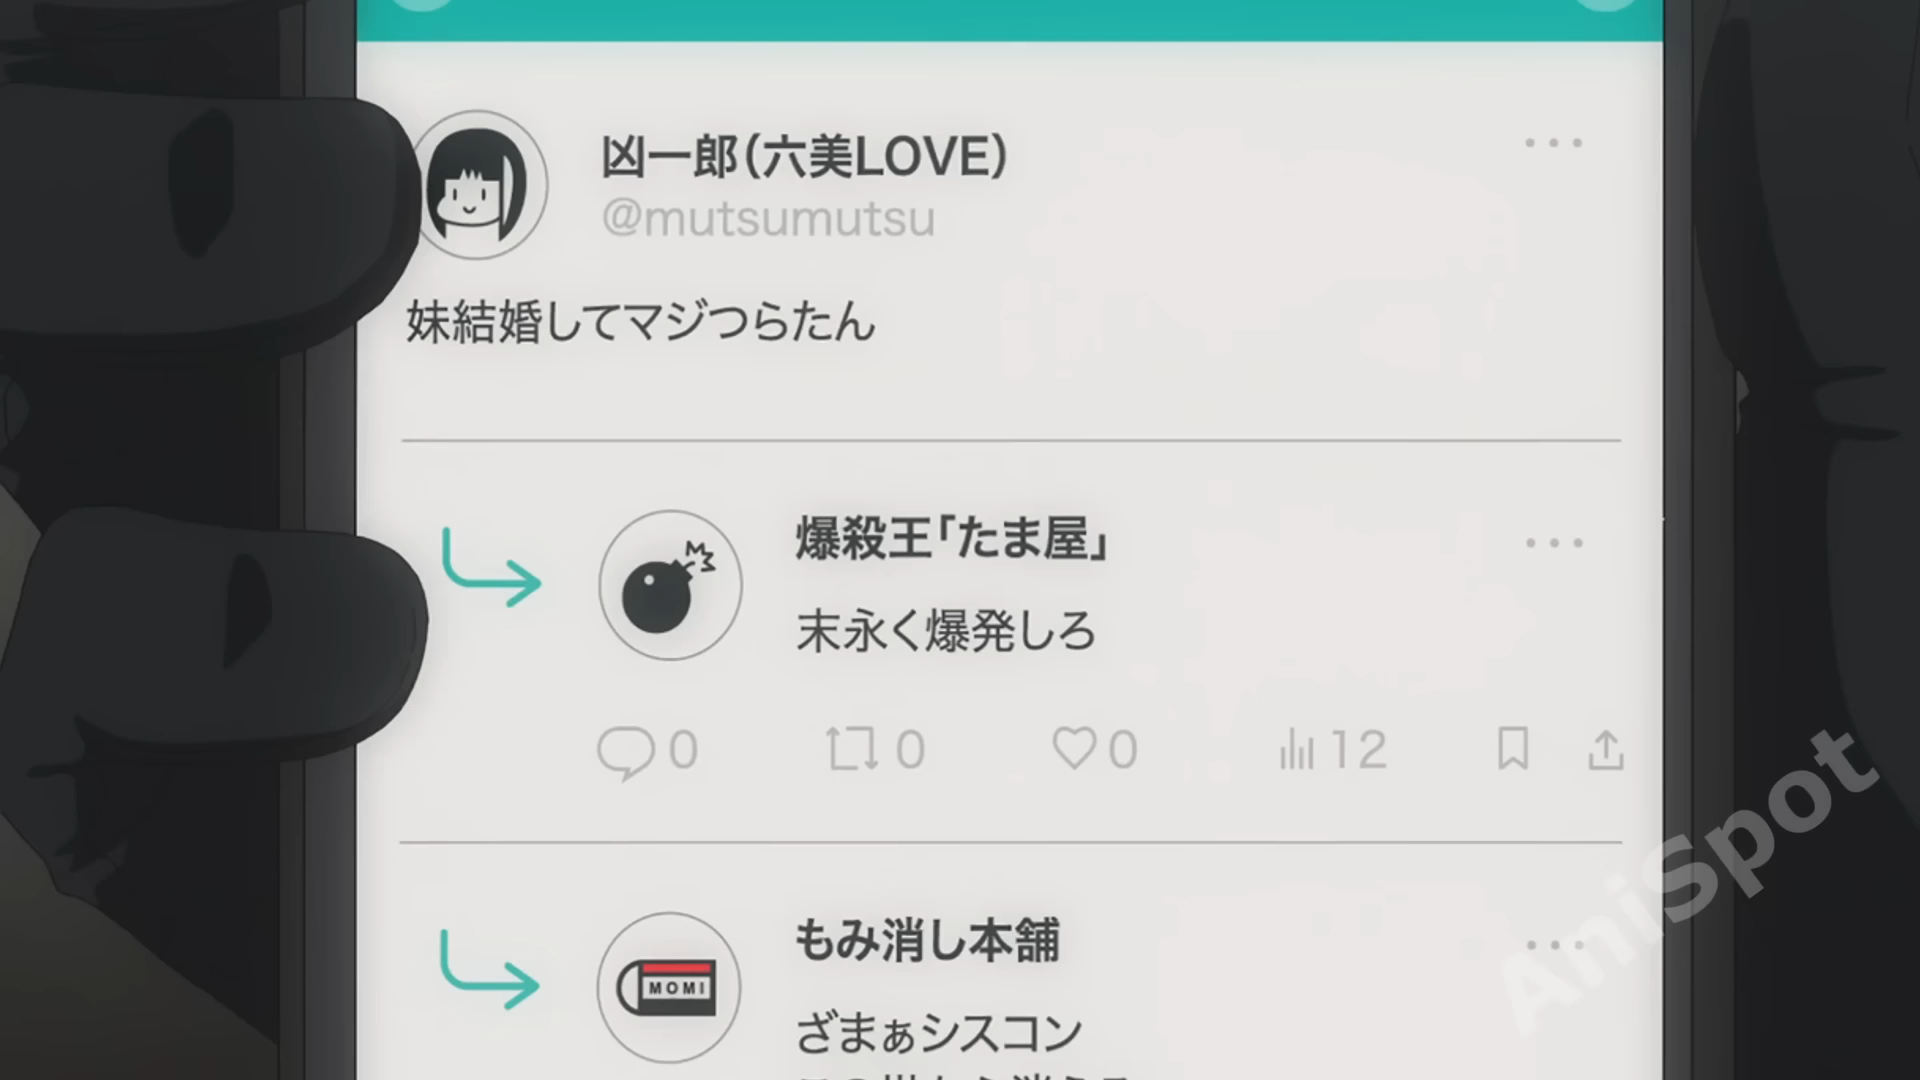 凶一郎(六美LOVE)
@mutsumutsu
妹結婚してマジつらたん
爆殺王「たま屋」
末永く爆発しろ
0 0 0 12
もみ消し本舗
MOMI
ざまぁシスコン
AniSpot